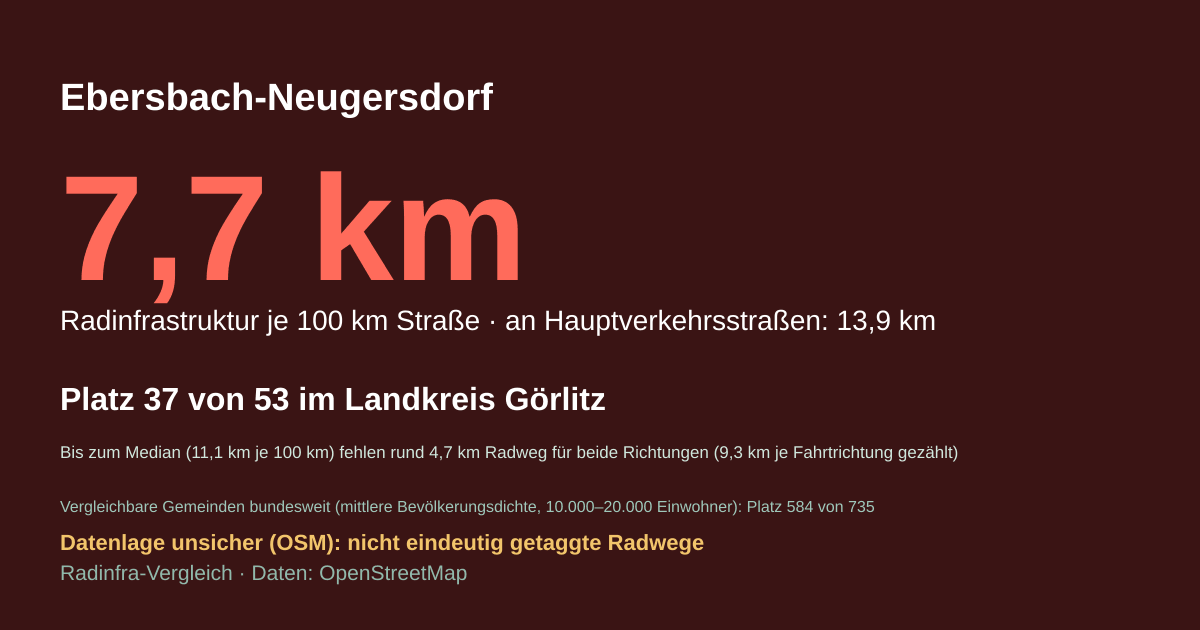 Ebersbach-Neugersdorf
7,7 km
Radinfrastruktur je 100 km Straße · an Hauptverkehrsstraßen: 13,9 km
Platz 37 von 53 im Landkreis Görlitz
Bis zum Median (11,1 km je 100 km) fehlen rund 4,7 km Radweg für beide Richtungen (9,3 km je Fahrtrichtung gezählt)
Vergleichbare Gemeinden bundesweit (mittlere Bevölkerungsdichte, 10.000–20.000 Einwohner): Platz 584 von 735
Datenlage unsicher (OSM): nicht eindeutig getaggte Radwege
Radinfra-Vergleich · Daten: OpenStreetMap